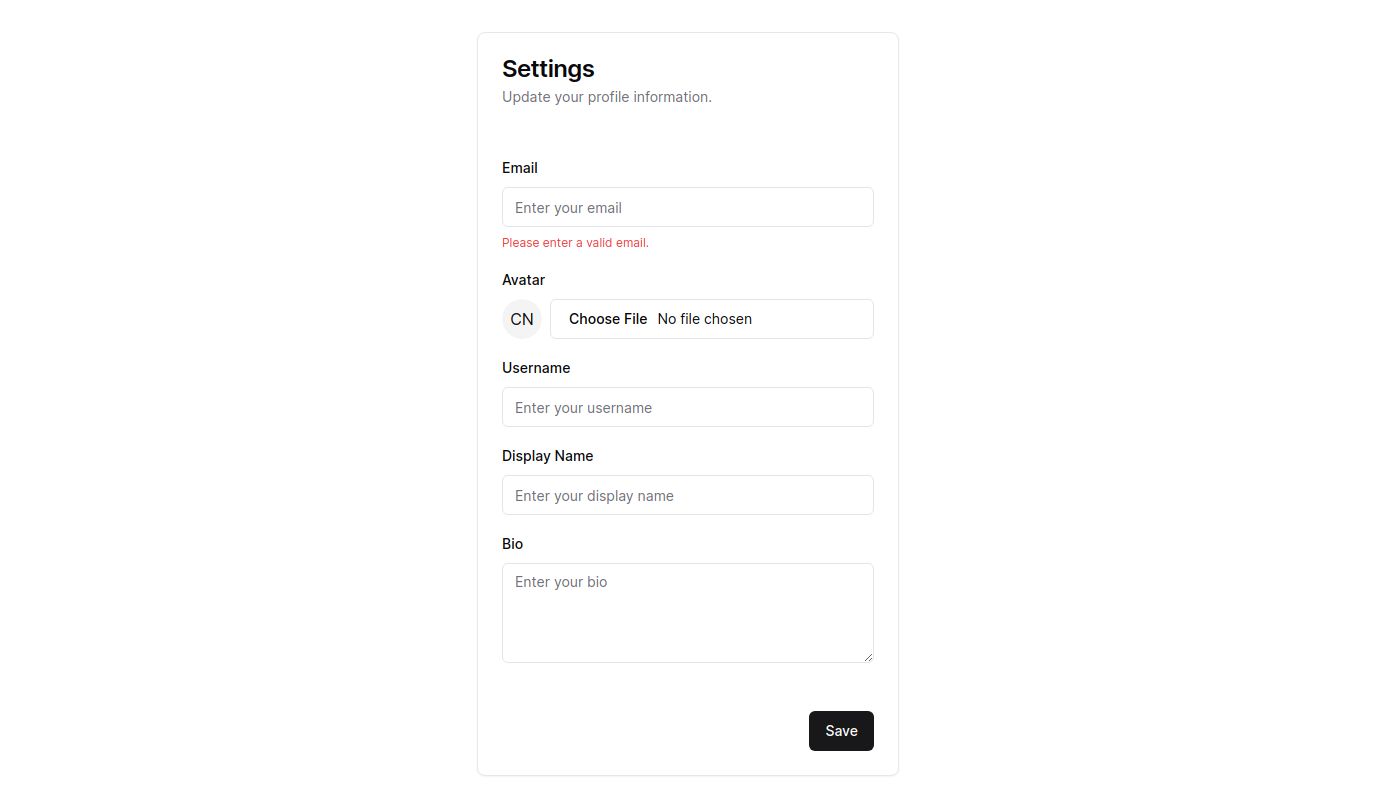 Settings
Update your profile information.
Email
Enter your email
Please enter a valid email.
Avatar
CN
Choose File No file chosen
Username
Enter your username
Display Name
Enter your display name
Bio
Enter your bio
Save